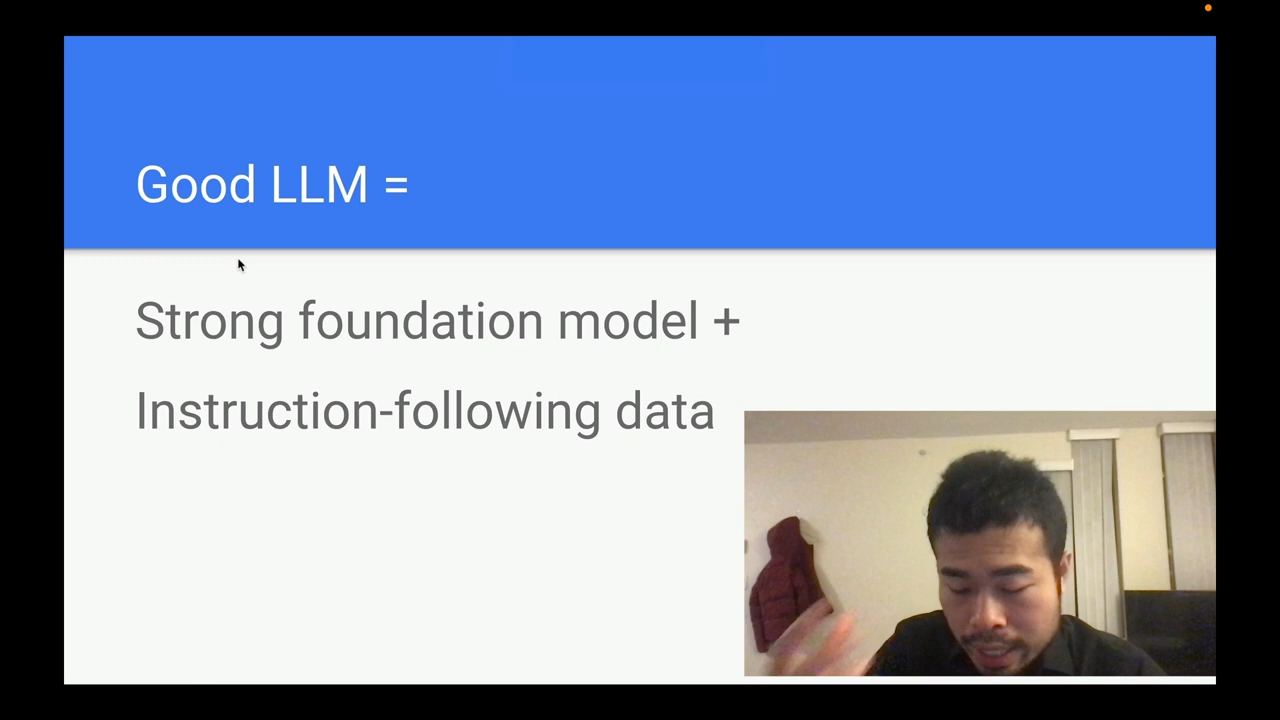 Good LLM =
Strong foundation model +
Instruction-following data